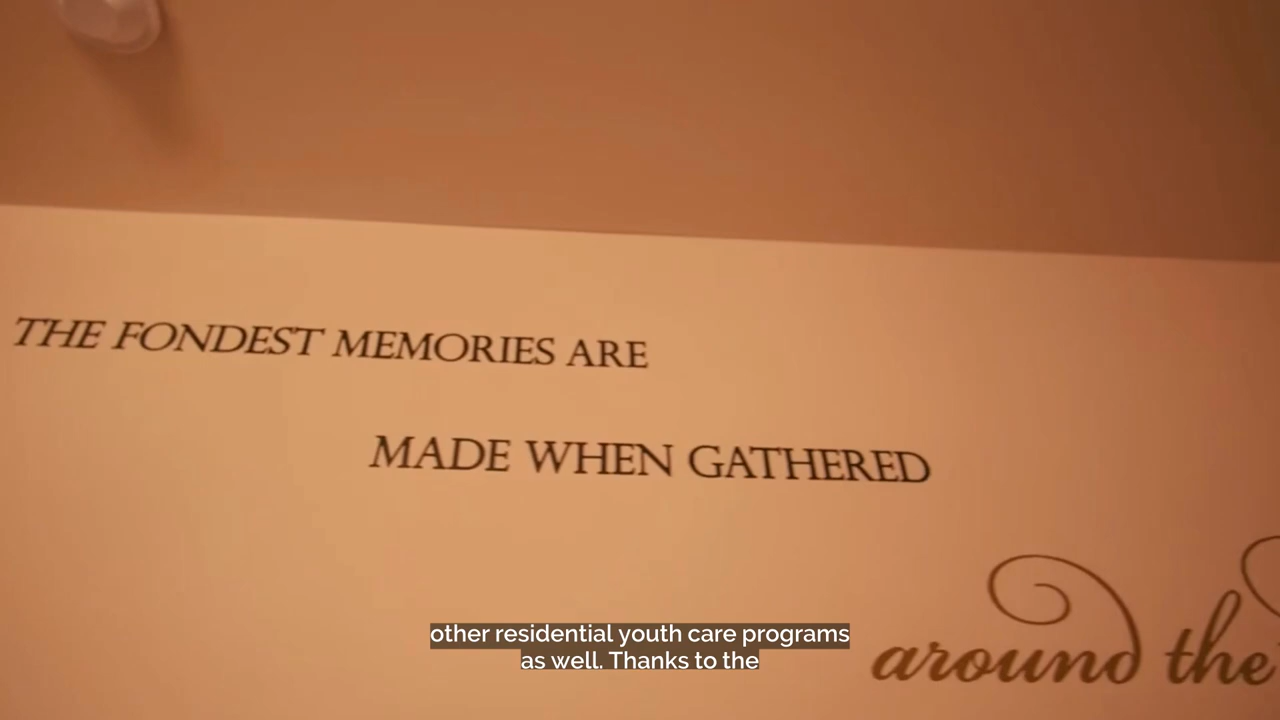 THE FONDEST MEMORIES ARE
MADE WHEN GATHERED
around the
other residential youth care programs
as well. Thanks to the